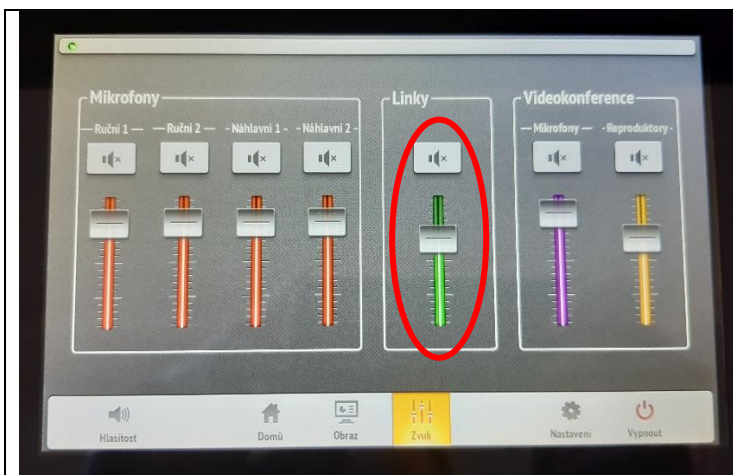 Mikrofony
Linky
Videokonference
Ruční 1
Ruční 2
Náhlavní 1
Náhlavní 2
Mikrofony
Reproduktory
Hlasitost
Domů
Obraz
Zvuk
Nastavení
Vypnout